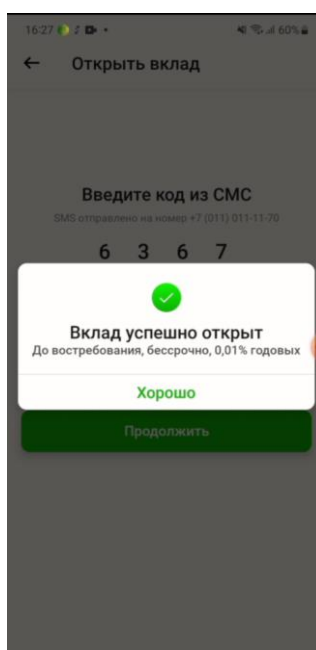 16:27 60%
Открыть вклад
Введите код из СМС
SMS отправлено на номер +7 (011) 011-11-70
6 3 6 7
Вклад успешно открыт
До востребования, бессрочно, 0,01% годовых
Хорошо
Продолжить